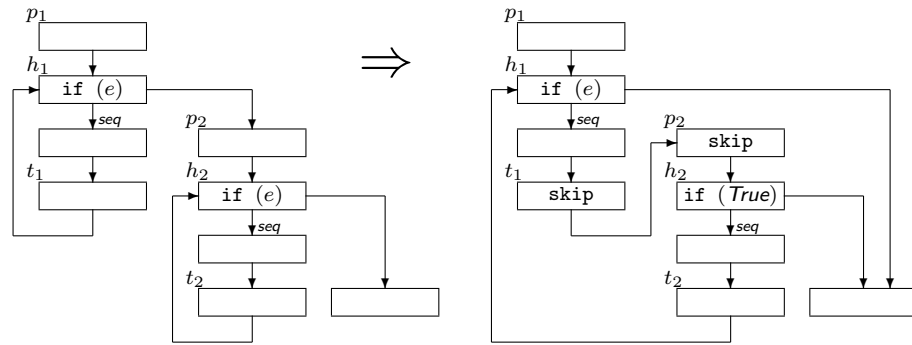 p₁
h₁
if (e)
seq
t₁
p₂
h₂
if (e)
seq
t₂
⇒
p₁
h₁
if (e)
seq
t₁
skip
p₂
skip
h₂
if (True)
seq
t₂